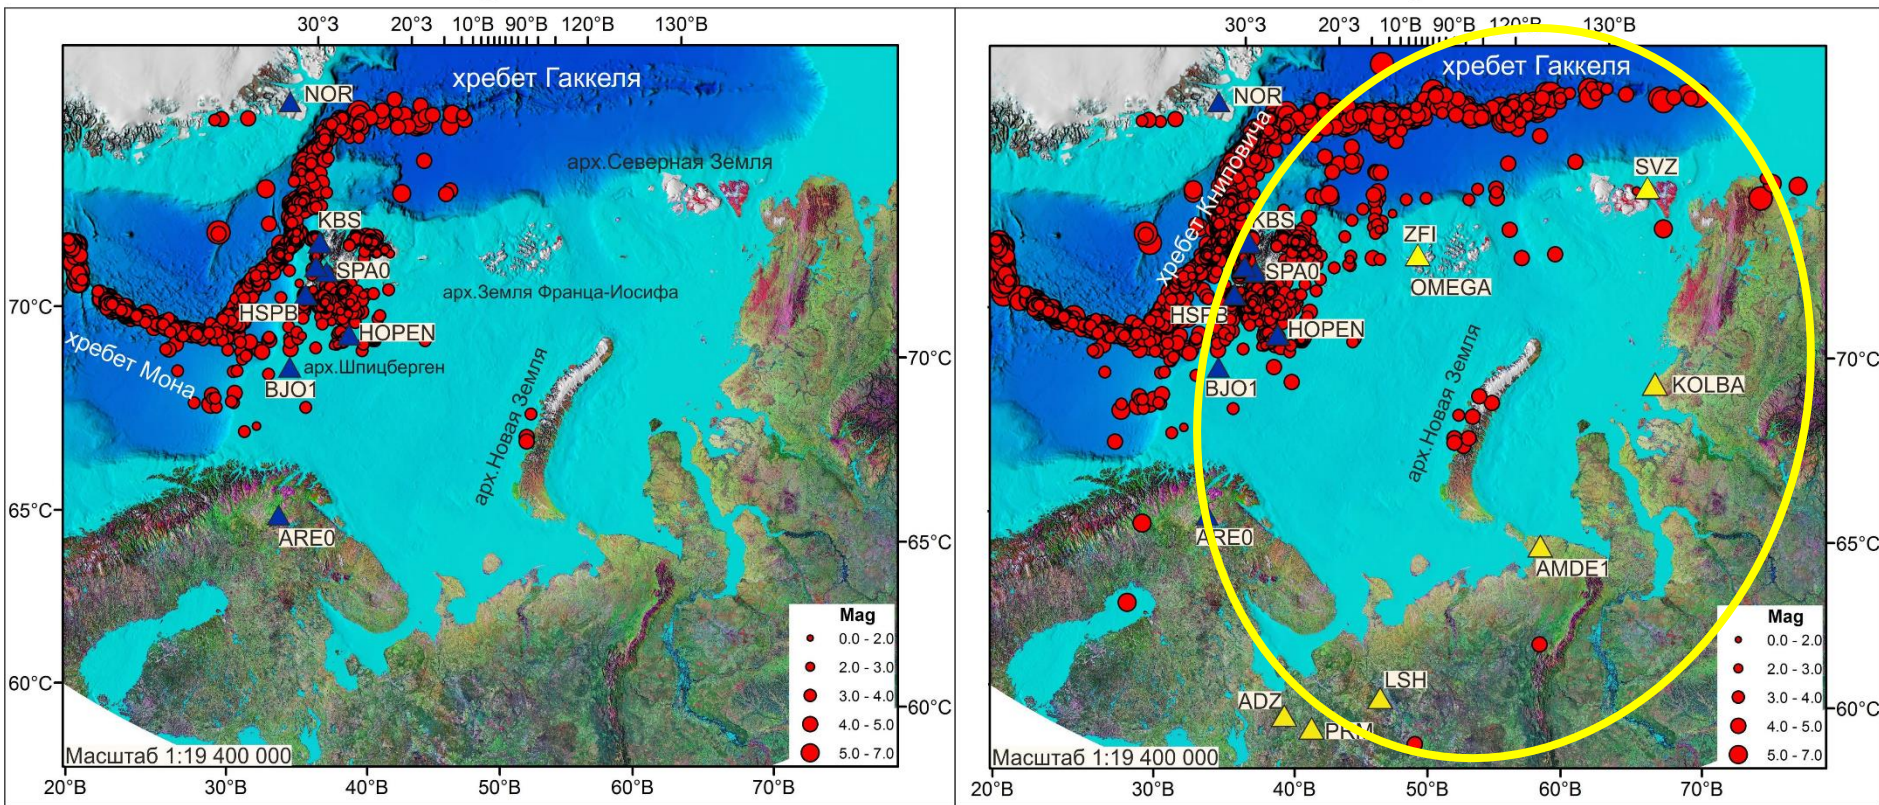 30°З 20°З 10°В 90°В 120°В 130°В
хребет Гаккеля
NOR
арх.Северная Земля
KBS
SPA0
арх.Земля Франца-Иосифа
70°С
HSPB
HOPEN
70°С
хребет Мона
арх.Шпицберген
BJO1
арх.Новая Земля
65°С
ARE0
65°С
60°С
60°С
Mag
0.0 - 2.0
2.0 - 3.0
3.0 - 4.0
4.0 - 5.0
5.0 - 7.0
Масштаб 1:19 400 000
20°В 30°В 40°В 50°В 60°В 70°В
30°З 20°З 10°В 90°В 120°В 130°В
хребет Гаккеля
NOR
хребет Книповича
SVZ
KBS
ZFI
SPA0
OMEGA
HSPB
HOPEN
70°С
BJO1
KOLBA
арх.Новая Земля
ARE0
65°С
AMDE1
LSH
ADZ
PRM
60°С
Mag
0.0 - 2.0
2.0 - 3.0
3.0 - 4.0
4.0 - 5.0
5.0 - 7.0
Масштаб 1:19 400 000
20°В 30°В 40°В 50°В 60°В 70°В